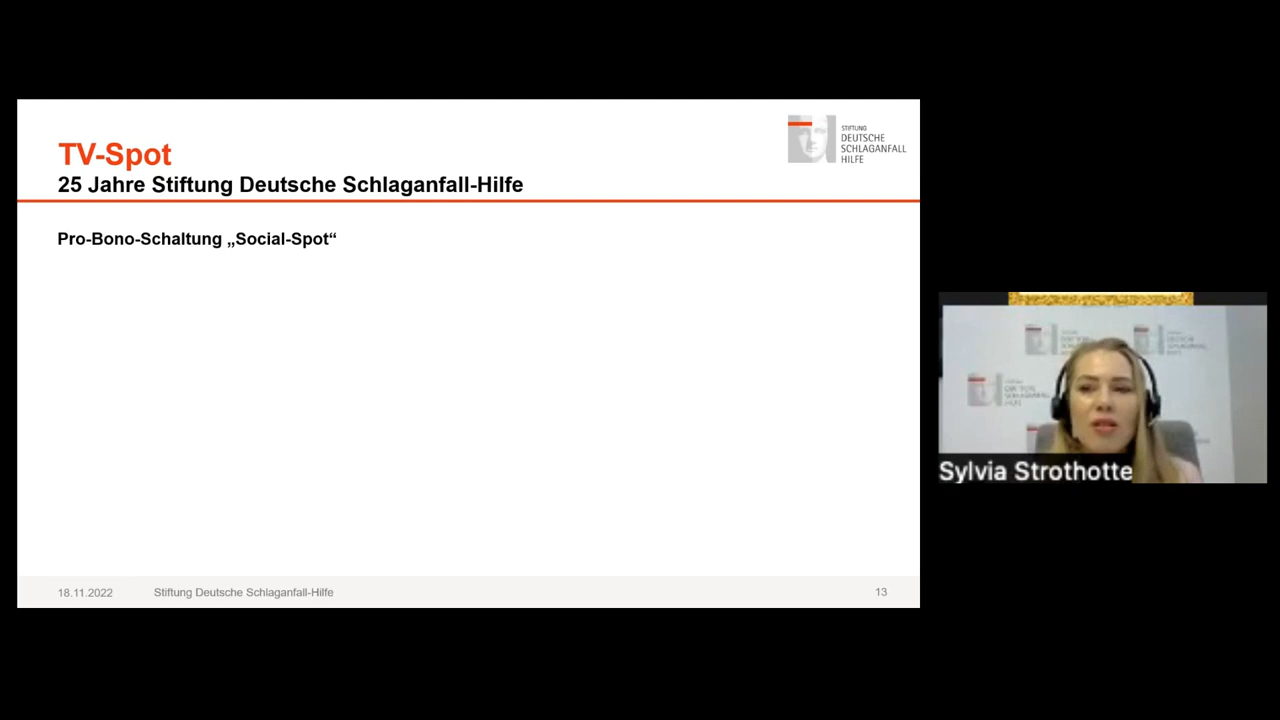 TV-Spot
25 Jahre Stiftung Deutsche Schlaganfall-Hilfe
STIFTUNG
DEUTSCHE
SCHLAGANFALL
HILFE
Pro-Bono-Schaltung „Social-Spot“
18.11.2022 Stiftung Deutsche Schlaganfall-Hilfe 13
Sylvia Strothotte